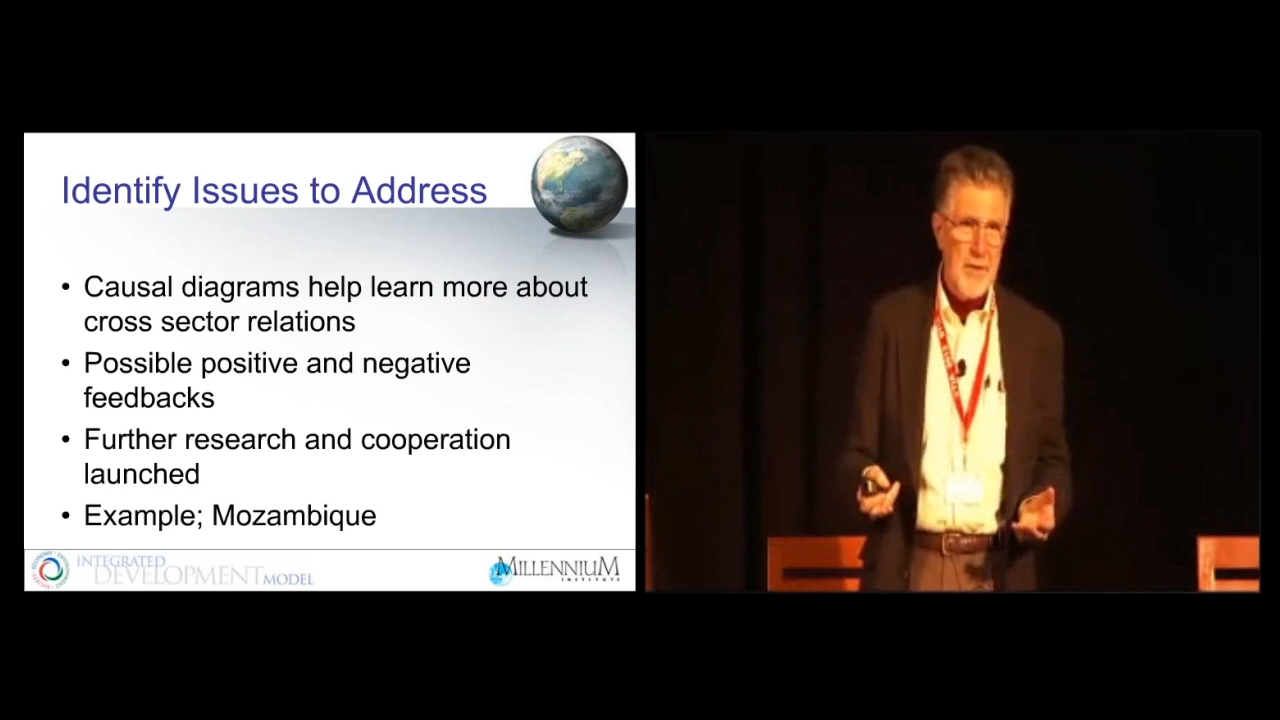 Identify Issues to Address
• Causal diagrams help learn more about
cross sector relations
• Possible positive and negative
feedbacks
• Further research and cooperation
launched
• Example; Mozambique
INTEGRATED
DEVELOPMENT MODEL
MILLENNIUM
INSTITUTE